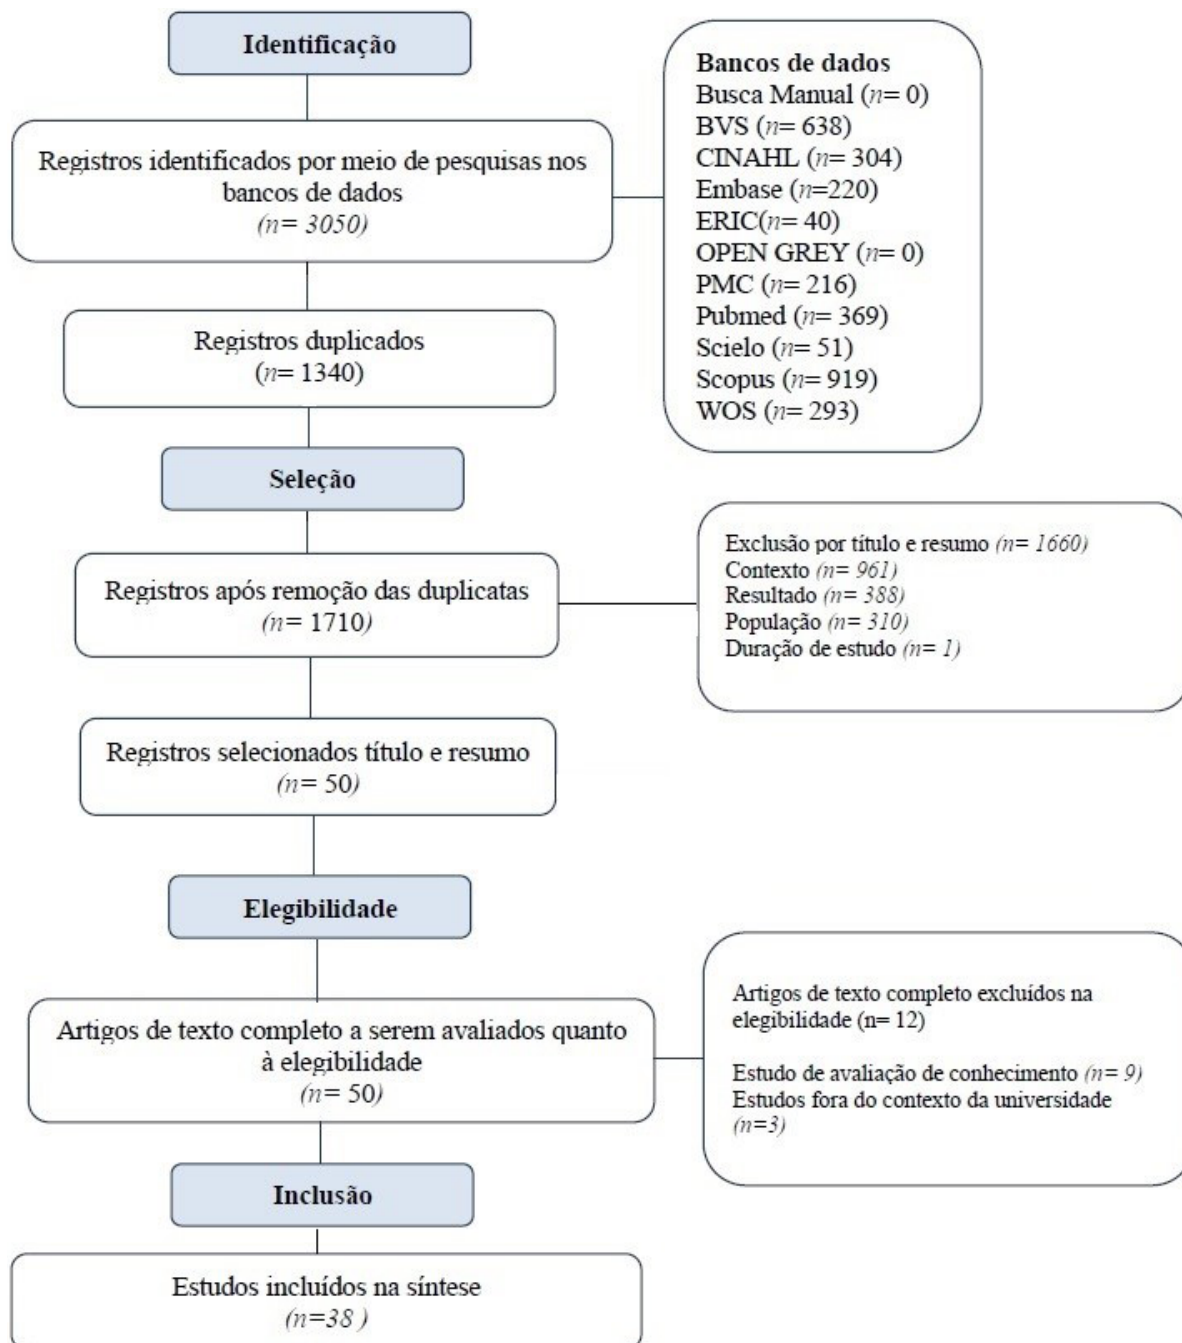 Identificação
Registros identificados por meio de pesquisas nos
bancos de dados
(n= 3050)
Bancos de dados
Busca Manual (n= 0)
BVS (n= 638)
CINAHL (n= 304)
Embase (n=220)
ERIC(n= 40)
OPEN GREY (n= 0)
PMC (n= 216)
Pubmed (n= 369)
Scielo (n= 51)
Scopus (n= 919)
WOS (n= 293)
Registros duplicados
(n= 1340)
Seleção
Registros após remoção das duplicatas
(n= 1710)
Exclusão por título e resumo (n= 1660)
Contexto (n= 961)
Resultado (n= 388)
População (n= 310)
Duração de estudo (n= 1)
Registros selecionados título e resumo
(n= 50)
Elegibilidade
Artigos de texto completo a serem avaliados quanto
à elegibilidade
(n= 50)
Artigos de texto completo excluídos na
elegibilidade (n= 12)
Estudo de avaliação de conhecimento (n= 9)
Estudos fora do contexto da universidade
(n=3)
Inclusão
Estudos incluídos na síntese
(n=38 )